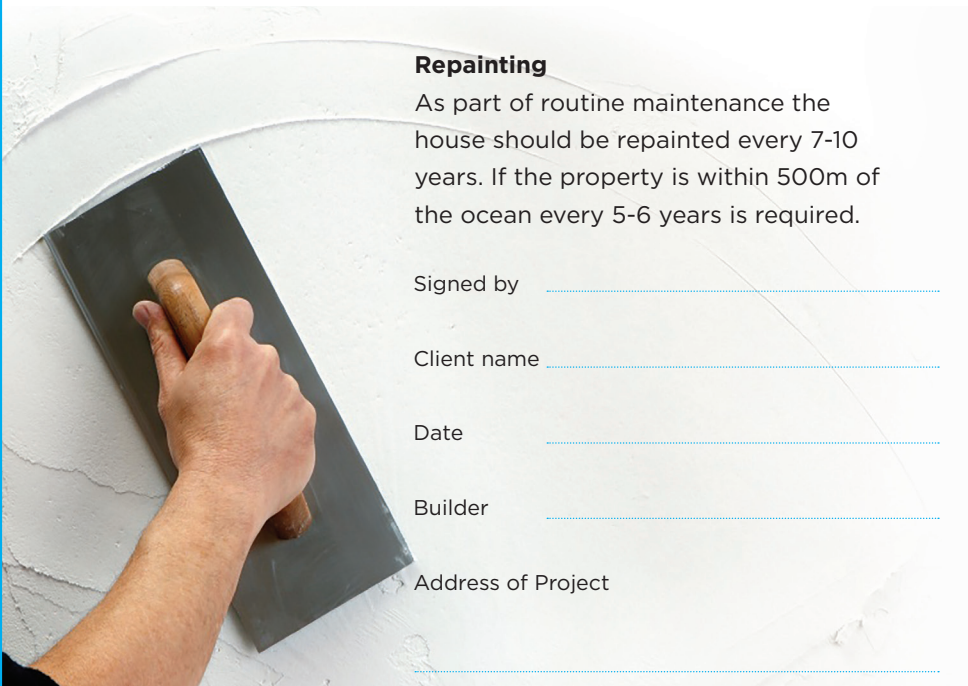 Repainting
As part of routine maintenance the
house should be repainted every 7-10
years. If the property is within 500m of
the ocean every 5-6 years is required.
Signed by
Client name
Date
Builder
Address of Project